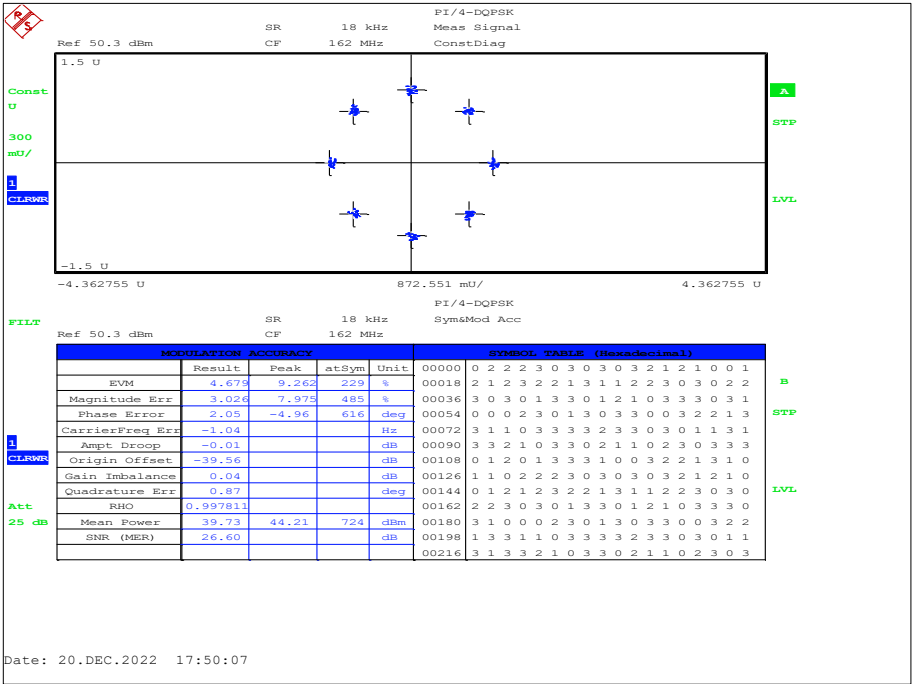 PI/4-DQPSK
SR 18 kHz Meas Signal
Ref 50.3 dBm CF 162 MHz ConstDiag
1.5 U
Const
U
300
mU/
1
CLRWR
A
STP
LVL
-1.5 U
-4.362755 U 872.551 mU/ 4.362755 U
PI/4-DQPSK
FILT SR 18 kHz Sym&Mod Acc
Ref 50.3 dBm CF 162 MHz
MODULATION ACCURACY SYMBOL TABLE (Hexadecimal)
Result Peak atSym Unit 00000 0 2 2 2 3 0 3 0 3 0 3 2 1 2 1 0 0 1
EVM 4.679 9.262 229 % 00018 2 1 2 3 2 2 1 3 1 1 2 2 3 0 3 0 2 2 B
Magnitude Err 3.026 7.975 485 % 00036 3 0 3 0 1 3 3 0 1 2 1 0 3 3 3 0 3 1
Phase Error 2.05 -4.96 616 deg 00054 0 0 0 2 3 0 1 3 0 3 3 0 0 3 2 2 1 3 STP
CarrierFreq Err -1.04 Hz 00072 3 1 1 0 3 3 3 3 2 3 3 0 3 0 1 1 3 1
1 Ampt Droop -0.01 dB 00090 3 3 2 1 0 3 3 0 2 1 1 0 2 3 0 3 3 3
CLRWR Origin Offset -39.56 dB 00108 0 1 2 0 1 3 3 3 1 0 0 3 2 2 1 3 1 0
Gain Imbalance 0.04 dB 00126 1 1 0 2 2 2 3 0 3 0 3 0 3 2 1 2 1 0
Quadrature Err 0.87 deg 00144 0 1 2 1 2 3 2 2 1 3 1 1 2 2 3 0 3 0 LVL
Att RHO 0.997811 00162 2 2 3 0 3 0 1 3 3 0 1 2 1 0 3 3 3 0
25 dB Mean Power 39.73 44.21 724 dBm 00180 3 1 0 0 0 2 3 0 1 3 0 3 3 0 0 3 2 2
SNR (MER) 26.60 dB 00198 1 3 3 1 1 0 3 3 3 3 2 3 3 0 3 0 1 1
00216 3 1 3 3 2 1 0 3 3 0 2 1 1 0 2 3 0 3
Date: 20.DEC.2022 17:50:07